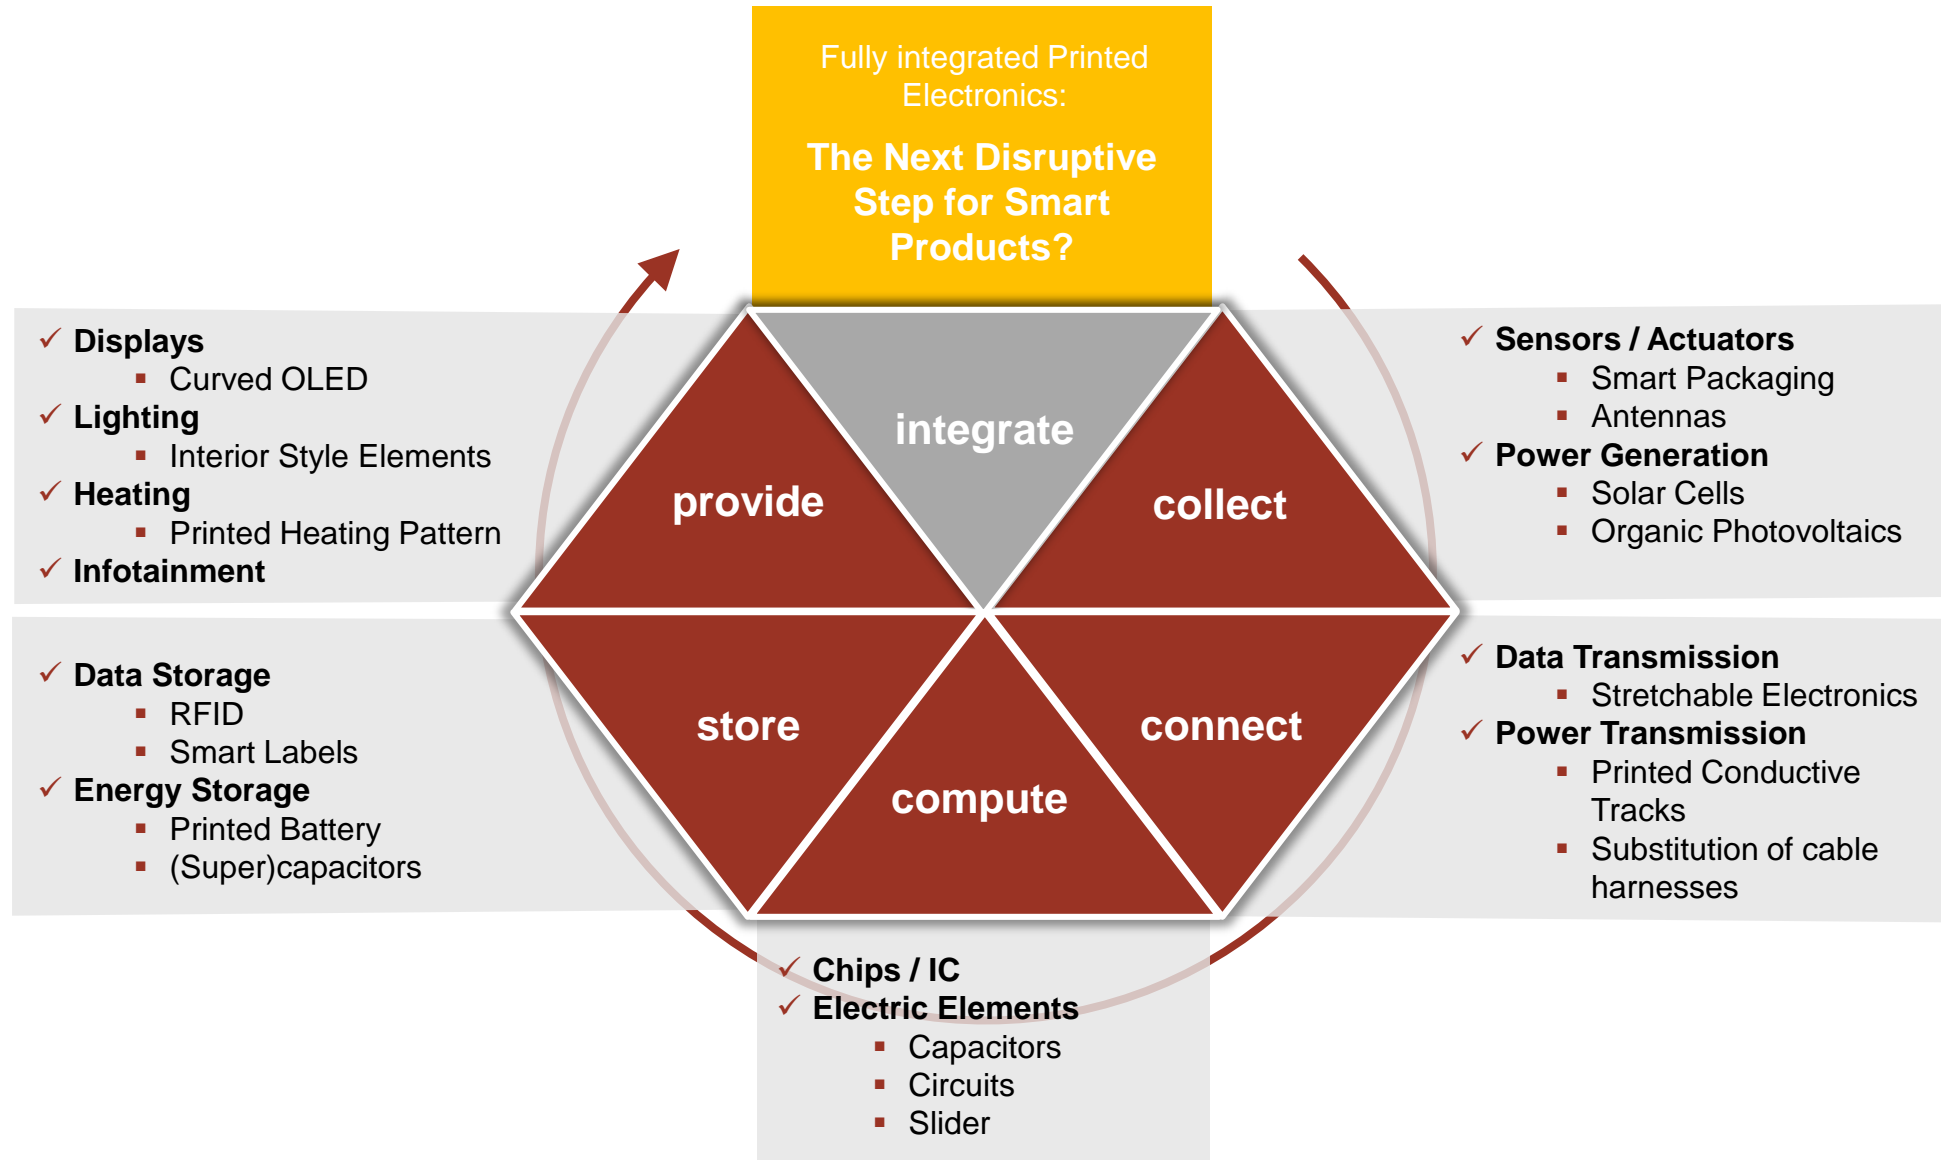 Fully integrated Printed
Electronics:
The Next Disruptive
Step for Smart
Products?
✓ Displays
▪ Curved OLED
✓ Lighting
▪ Interior Style Elements
✓ Heating
▪ Printed Heating Pattern
✓ Infotainment
integrate
provide
collect
✓ Sensors / Actuators
▪ Smart Packaging
▪ Antennas
✓ Power Generation
▪ Solar Cells
▪ Organic Photovoltaics
✓ Data Storage
▪ RFID
▪ Smart Labels
✓ Energy Storage
▪ Printed Battery
▪ (Super)capacitors
store
compute
connect
✓ Data Transmission
▪ Stretchable Electronics
✓ Power Transmission
▪ Printed Conductive
Tracks
▪ Substitution of cable
harnesses
✓ Chips / IC
✓ Electric Elements
▪ Capacitors
▪ Circuits
▪ Slider